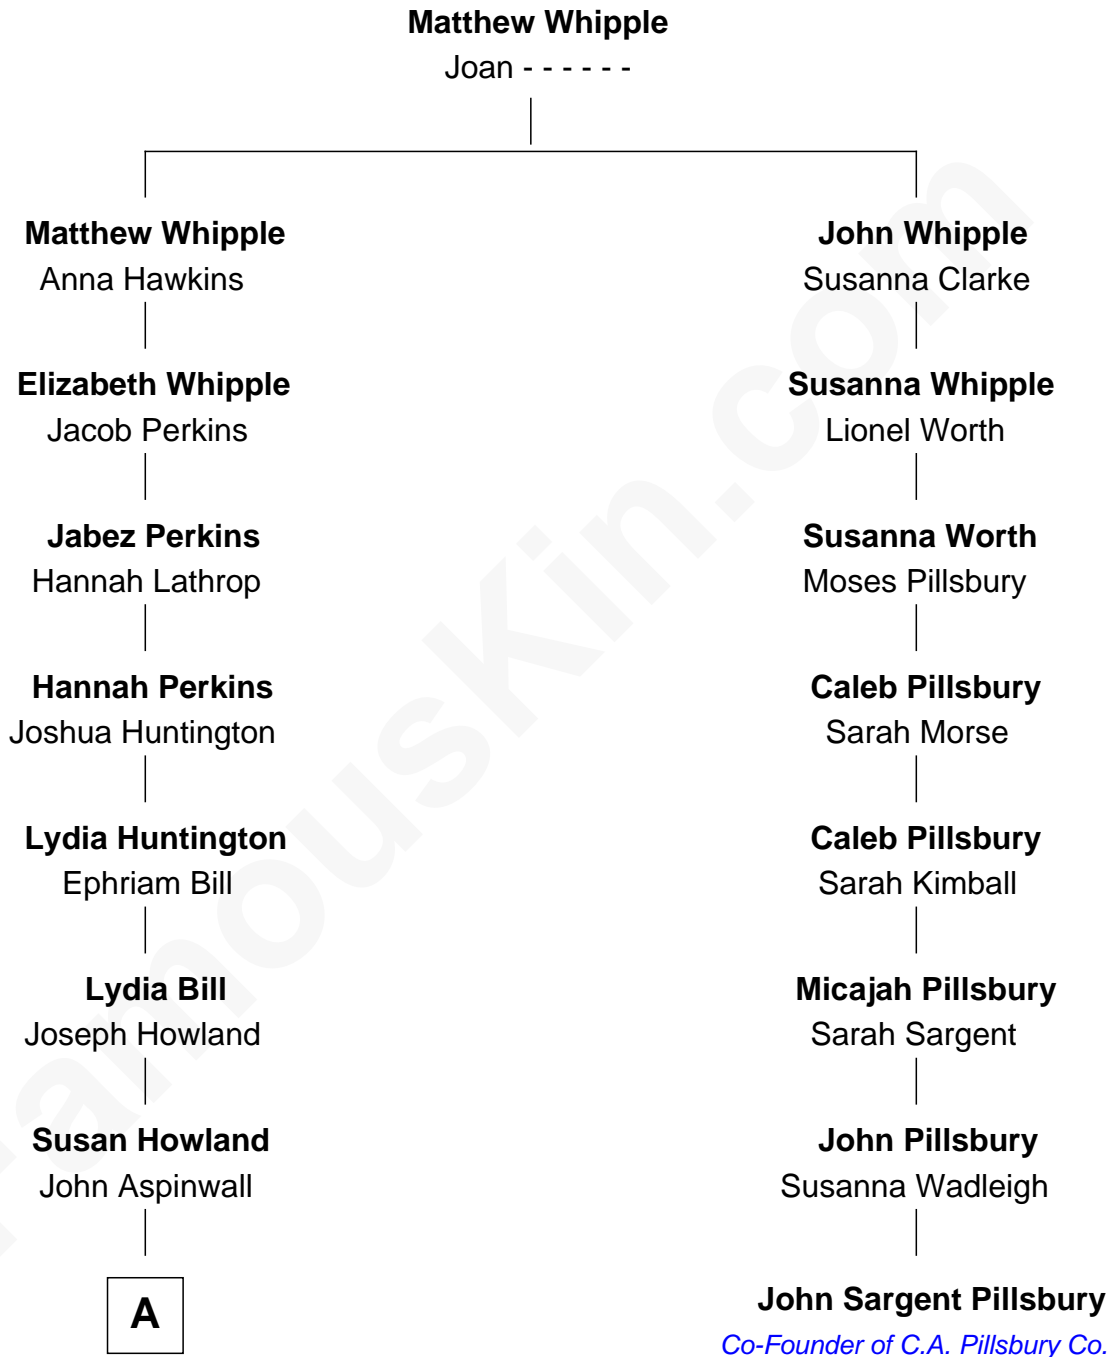 Matthew Whipple
Joan - - - - - -
Matthew Whipple
Anna Hawkins
John Whipple
Susanna Clarke
Elizabeth Whipple
Jacob Perkins
Susanna Whipple
Lionel Worth
Jabez Perkins
Hannah Lathrop
Susanna Worth
Moses Pillsbury
Hannah Perkins
Joshua Huntington
Caleb Pillsbury
Sarah Morse
Lydia Huntington
Ephriam Bill
Caleb Pillsbury
Sarah Kimball
Lydia Bill
Joseph Howland
Micajah Pillsbury
Sarah Sargent
Susan Howland
John Aspinwall
John Pillsbury
Susanna Wadleigh
A
John Sargent Pillsbury
Co-Founder of C.A. Pillsbury Co.
FamousKin.com